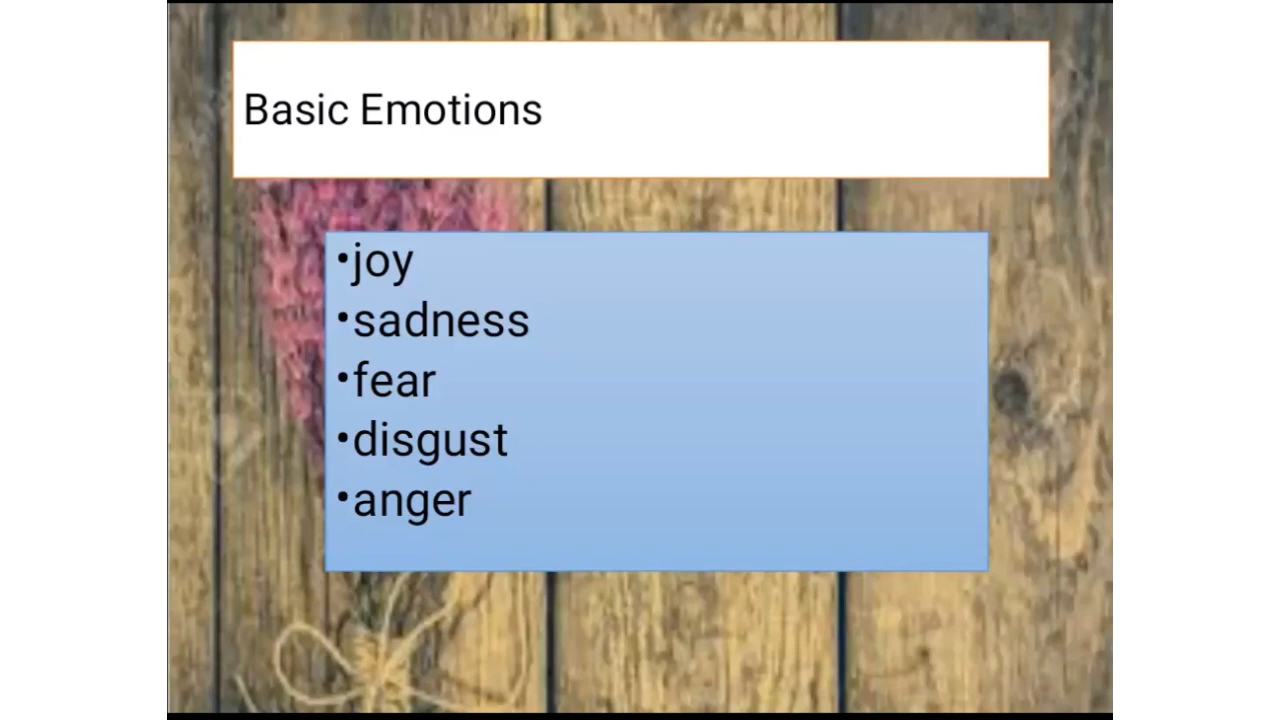 Basic Emotions
•joy
•sadness
•fear
•disgust
•anger